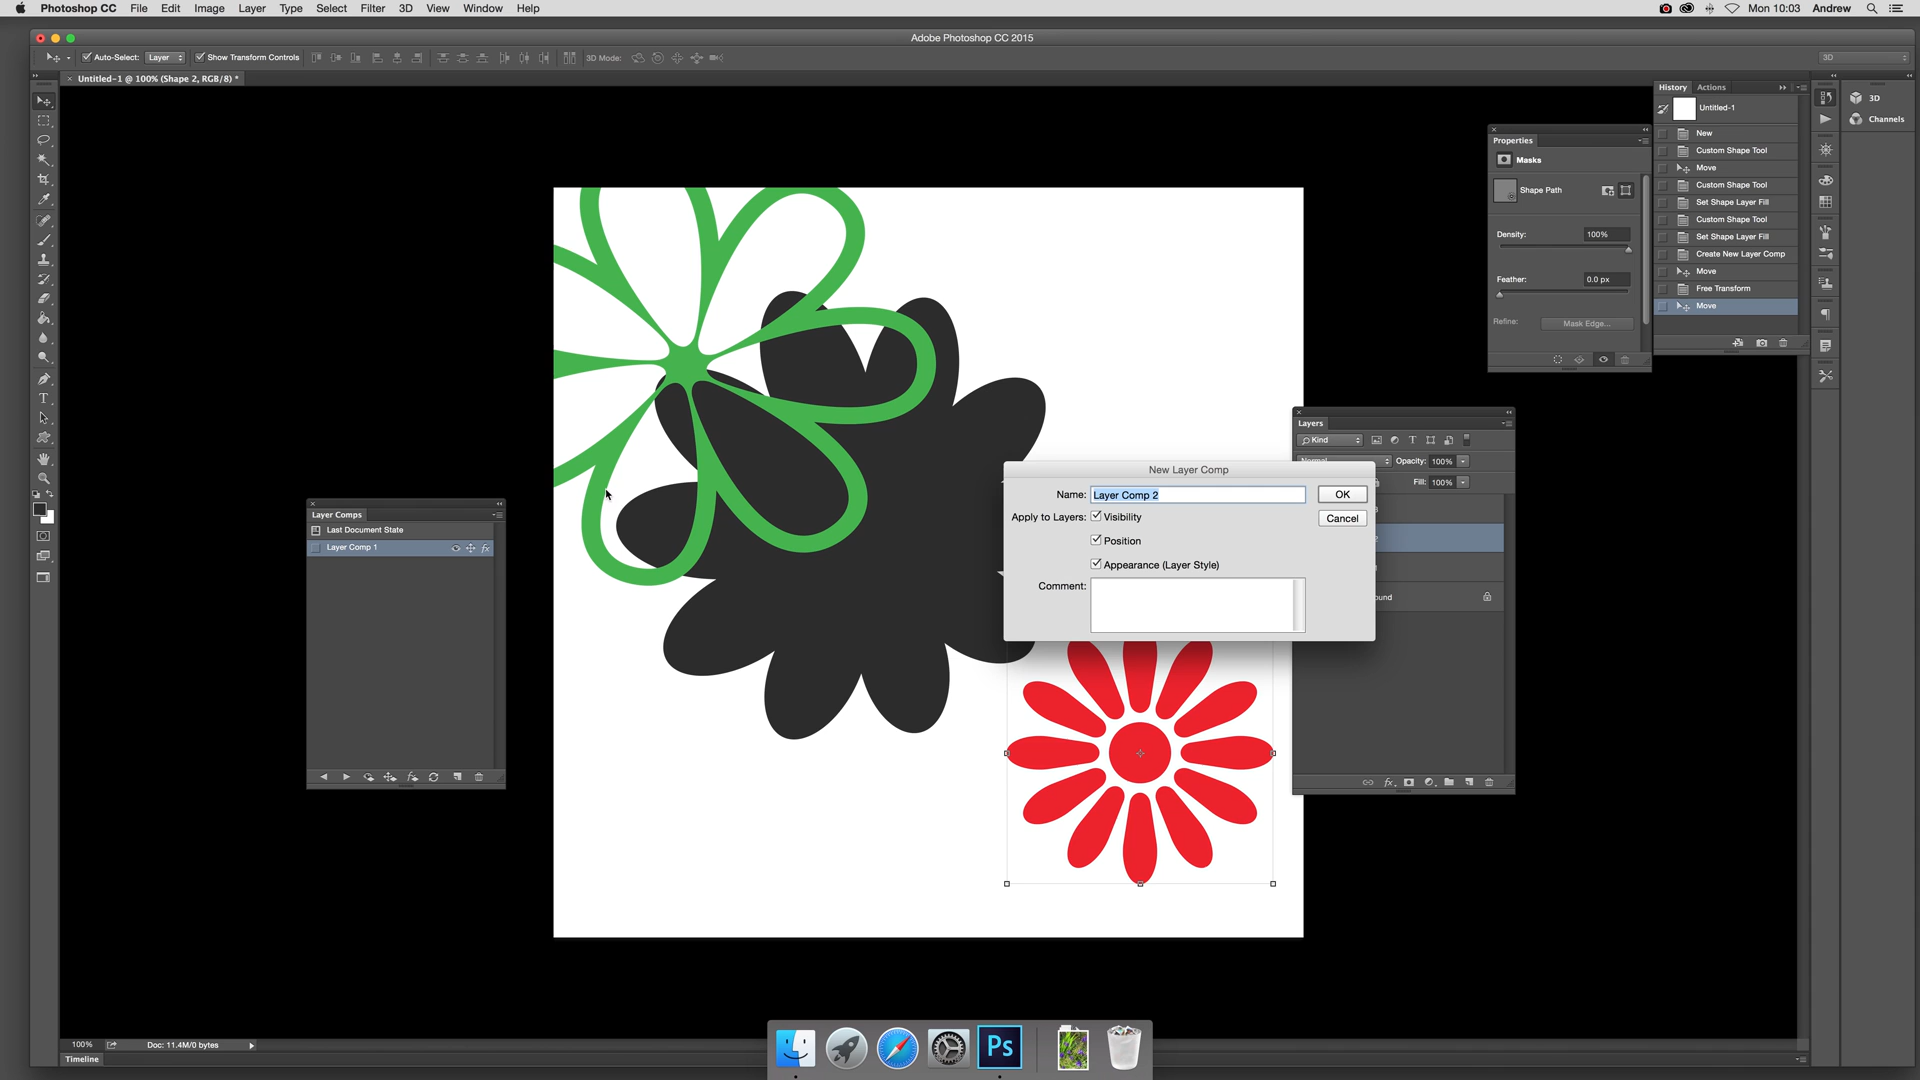 Photoshop CC File Edit Image Layer Type Select Filter 3D View Window Help Mon 10:03 Andrew
Adobe Photoshop CC 2015
Auto-Select: Layer Show Transform Controls 3D Mode: 3D
Untitled-1 @ 100% (Shape 2, RGB/8) *
History Actions
Untitled-1
New
Custom Shape Tool
Move
Custom Shape Tool
Set Shape Layer Fill
Custom Shape Tool
Set Shape Layer Fill
Create New Layer Comp
Move
Free Transform
Move
3D
Channels
Properties
Masks
Shape Path
Density: 100%
Feather: 0.0 px
Refine: Mask Edge...
Layers
Kind
Opacity: 100%
Fill: 100%
ound
New Layer Comp
Name: Layer Comp 2
OK
Apply to Layers: Visibility
Cancel
Position
Appearance (Layer Style)
Comment:
Layer Comps
Last Document State
Layer Comp 1
fx
T
100% Doc: 11.4M/0 bytes
Timeline
Ps